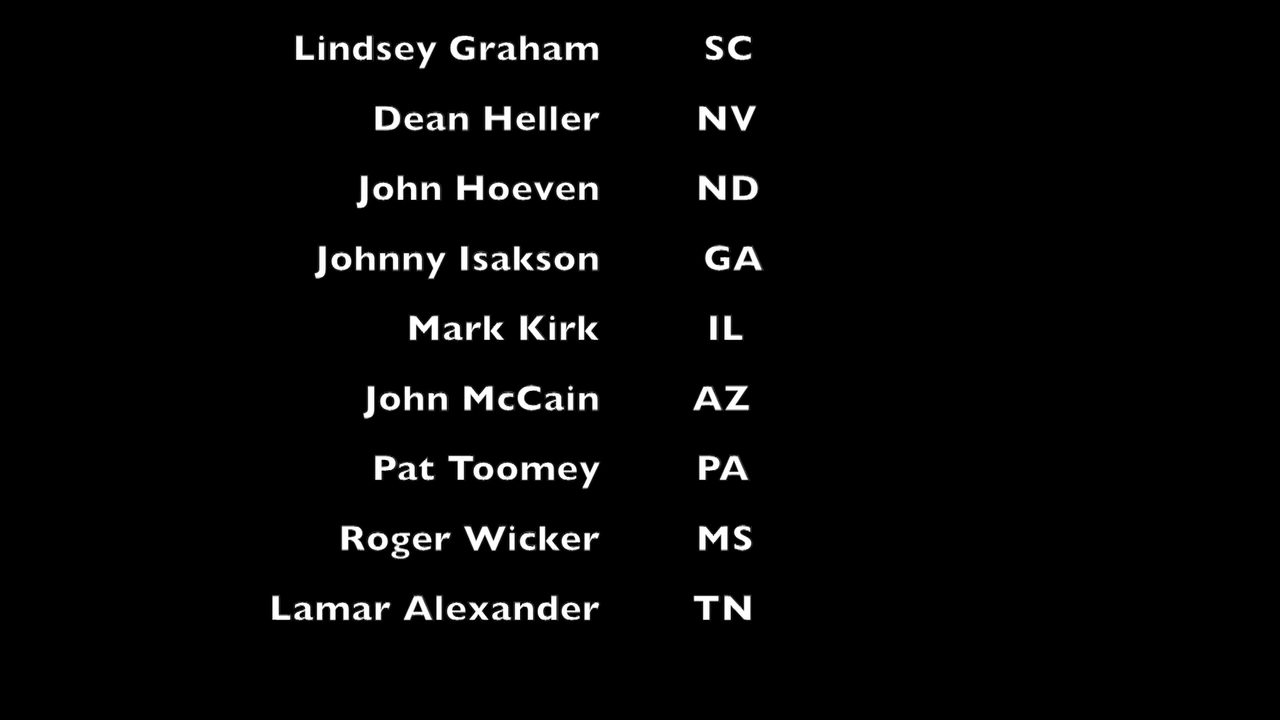 Lindsey Graham SC
Dean Heller NV
John Hoeven ND
Johnny Isakson GA
Mark Kirk IL
John McCain AZ
Pat Toomey PA
Roger Wicker MS
Lamar Alexander TN